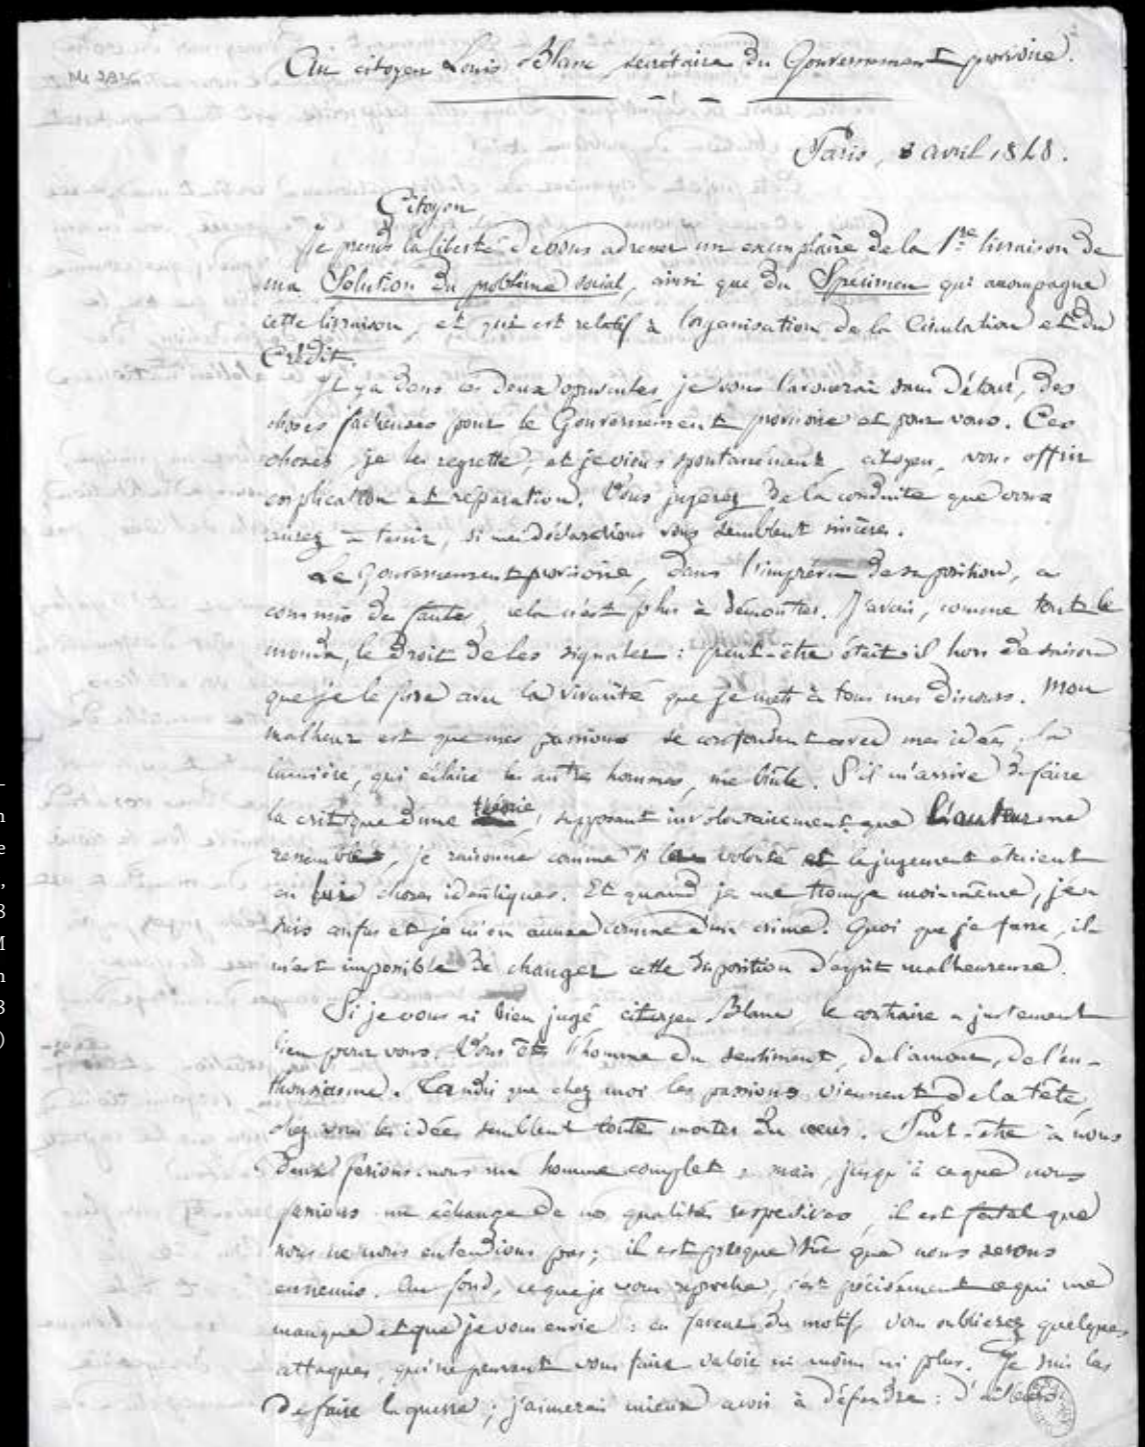 Au citoyen Louis Blanc, secrétaire du Gouvernement provisoire.
Paris, 8 avril 1848.
Citoyen,
Je prends la liberté de vous adresser un exemplaire de la 1re livraison de
ma Solution du problème social, ainsi que du Specimen qui accompagne
cette livraison, et qui est relatif à l'organisation de la Circulation et du
Crédit.
Il y a dans ces deux opuscules, je vous l'avouerai sans détour, des
choses fâcheuses pour le Gouvernement provisoire et pour vous. Ces
choses, je les regrette, et je viens spontanément, citoyen, vous offrir
explication et réparation. Vous jugerez de la conduite que vous
aurez à tenir, si mes déclarations vous semblent sincères.
Le Gouvernement provisoire, dans l'imprévu de sa position, a
commis des fautes, cela n'est plus à démontrer. J'avais, comme tout le
monde, le droit de les signaler : peut-être était-il hors de saison
que je le fisse avec la vivacité que je mets à tous mes discours. Mon
malheur est que mes passions se confondent avec mes idées ; la
lumière, qui éclaire les autres hommes, me brûle. S'il m'arrive de faire
la critique d'une théorie, supposant involontairement que l'auteur me
ressemble, je raisonne comme si la volonté et le jugement étaient
en lui choses identiques. Et quand je me trompe moi-même, j'en
suis confus et je m'en accuse comme d'un crime. Quoi que je fasse, il
m'est impossible de changer cette disposition d'esprit malheureuse.
Si je vous ai bien jugé, citoyen Blanc, le contraire a justement
lieu pour vous. Vous êtes l'homme du sentiment, de l'amour, de l'en-
thousiasme. Tandis que chez moi les passions viennent de la tête,
chez vous les idées semblent toutes monter du cœur. Peut-être à nous
deux ferions-nous un homme complet ; mais, jusqu'à ce que nous
fassions un échange de nos qualités respectives, il est fatal que
nous ne nous entendions pas ; il est presque sûr que nous serons
ennemis. Au fond, ce que je vous reproche, c'est précisément ce qui me
manque et que je vous envie : en faveur du motif, vous oublierez quelques
attaques, qui ne peuvent vous faire valoir ni moins ni plus. Je suis las
de faire la guerre ; j'aimerais mieux avoir à défendre : d'ailleurs